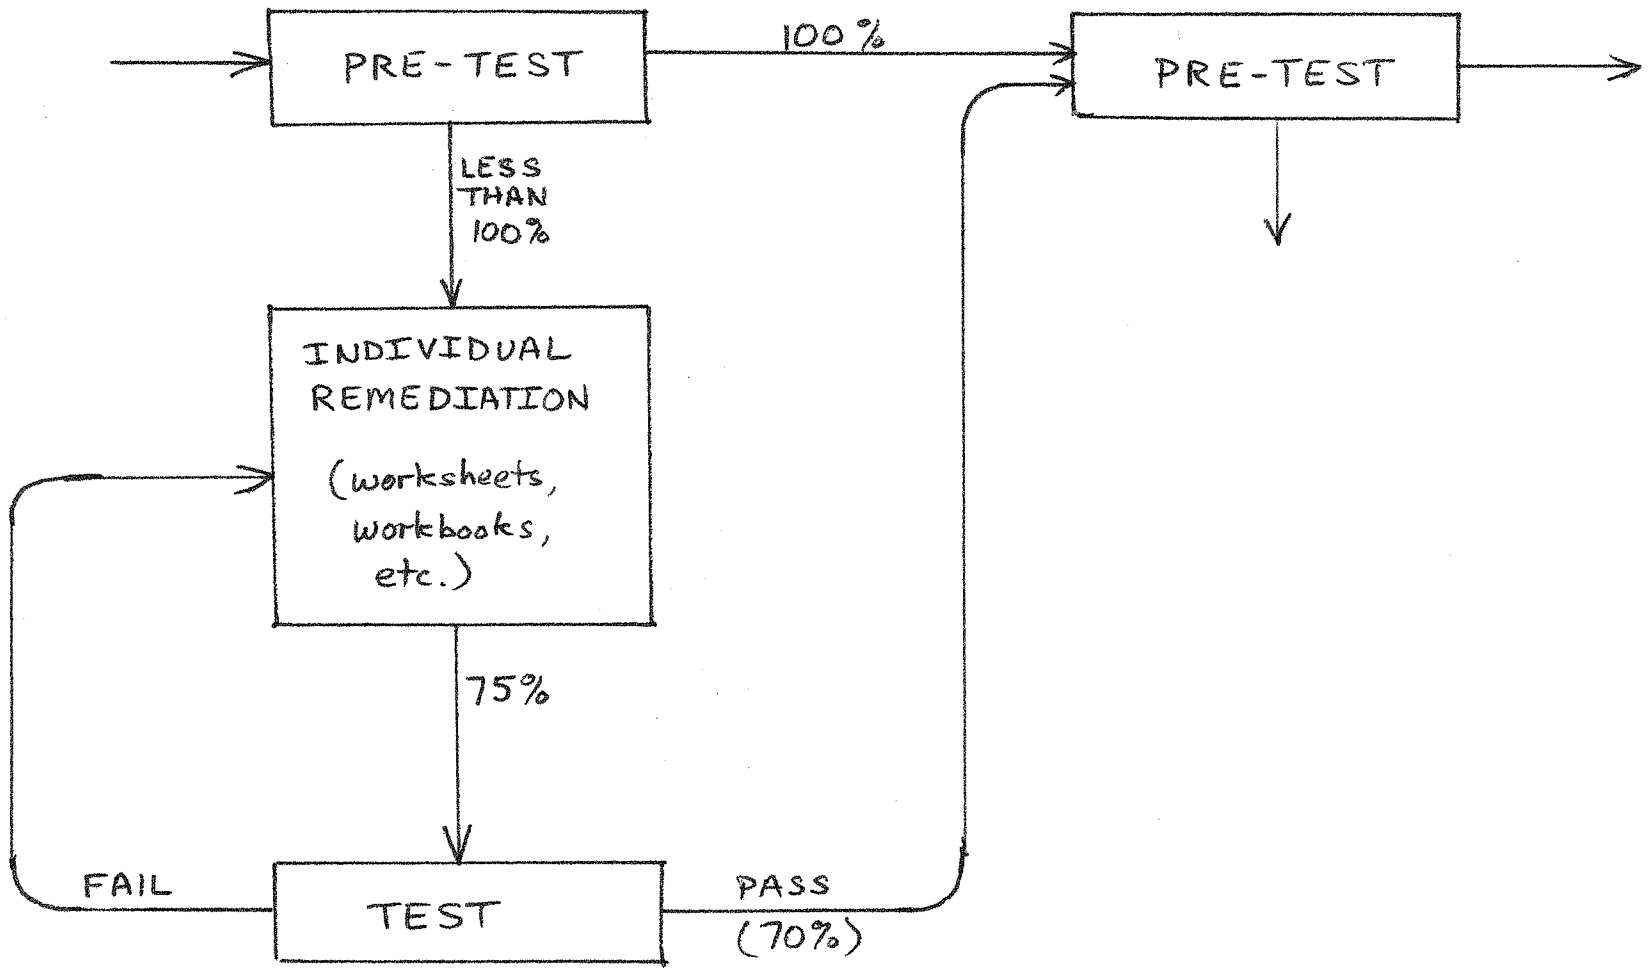 PRE-TEST
100%
PRE-TEST
LESS
THAN
100%
INDIVIDUAL
REMEDIATION
(worksheets,
workbooks,
etc.)
75%
FAIL
TEST
PASS
(70%)